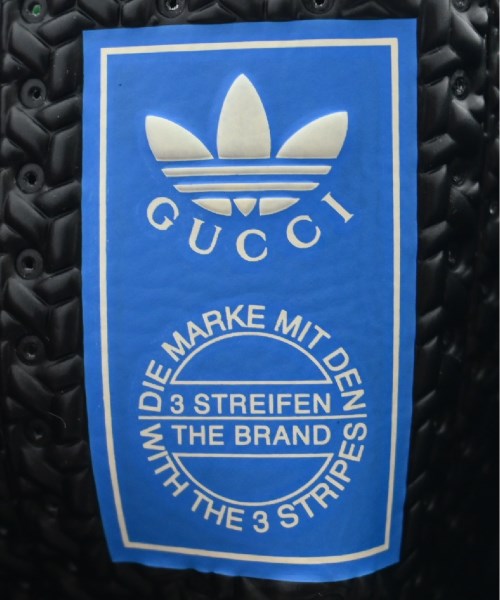 GUCCI
DIE MARKE MIT DEN
3 STREIFEN
THE BRAND
WITH THE 3 STRIPES